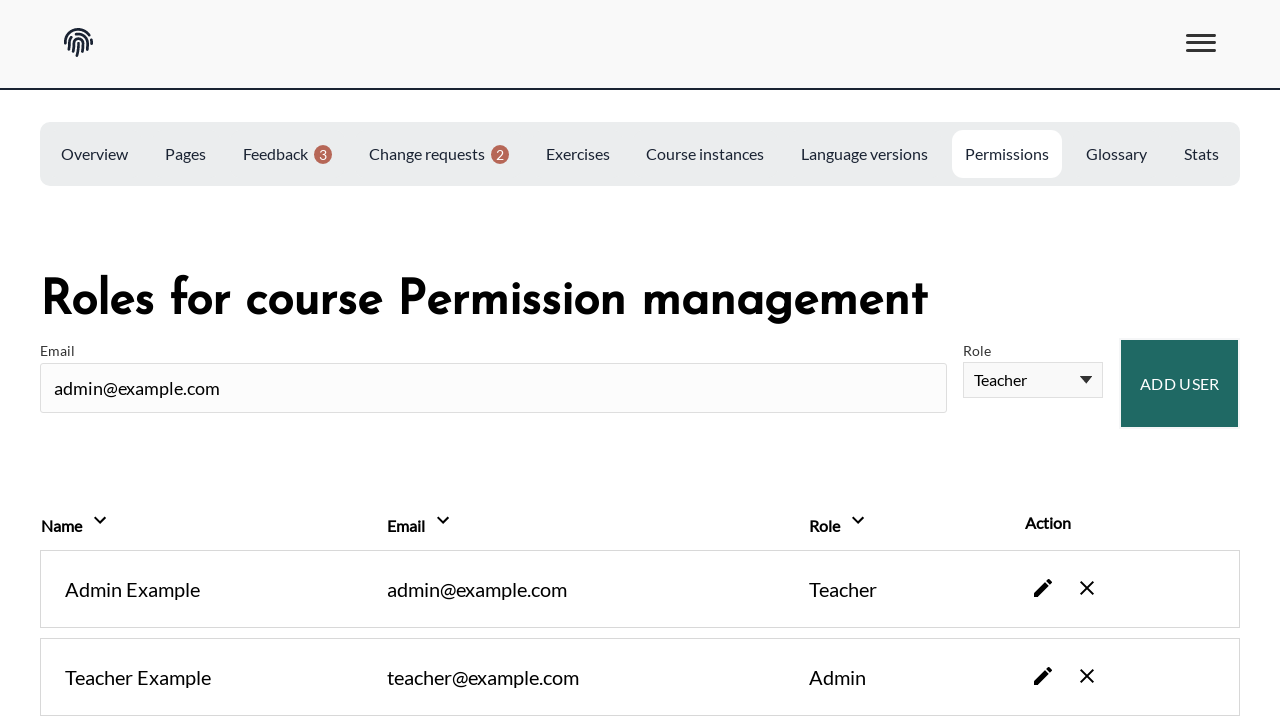 Overview Pages Feedback 3 Change requests 2 Exercises Course instances Language versions Permissions Glossary Stats
Roles for course Permission management
Email Role
admin@example.com Teacher ADD USER
Name Email Role Action
Admin Example admin@example.com Teacher
Teacher Example teacher@example.com Admin